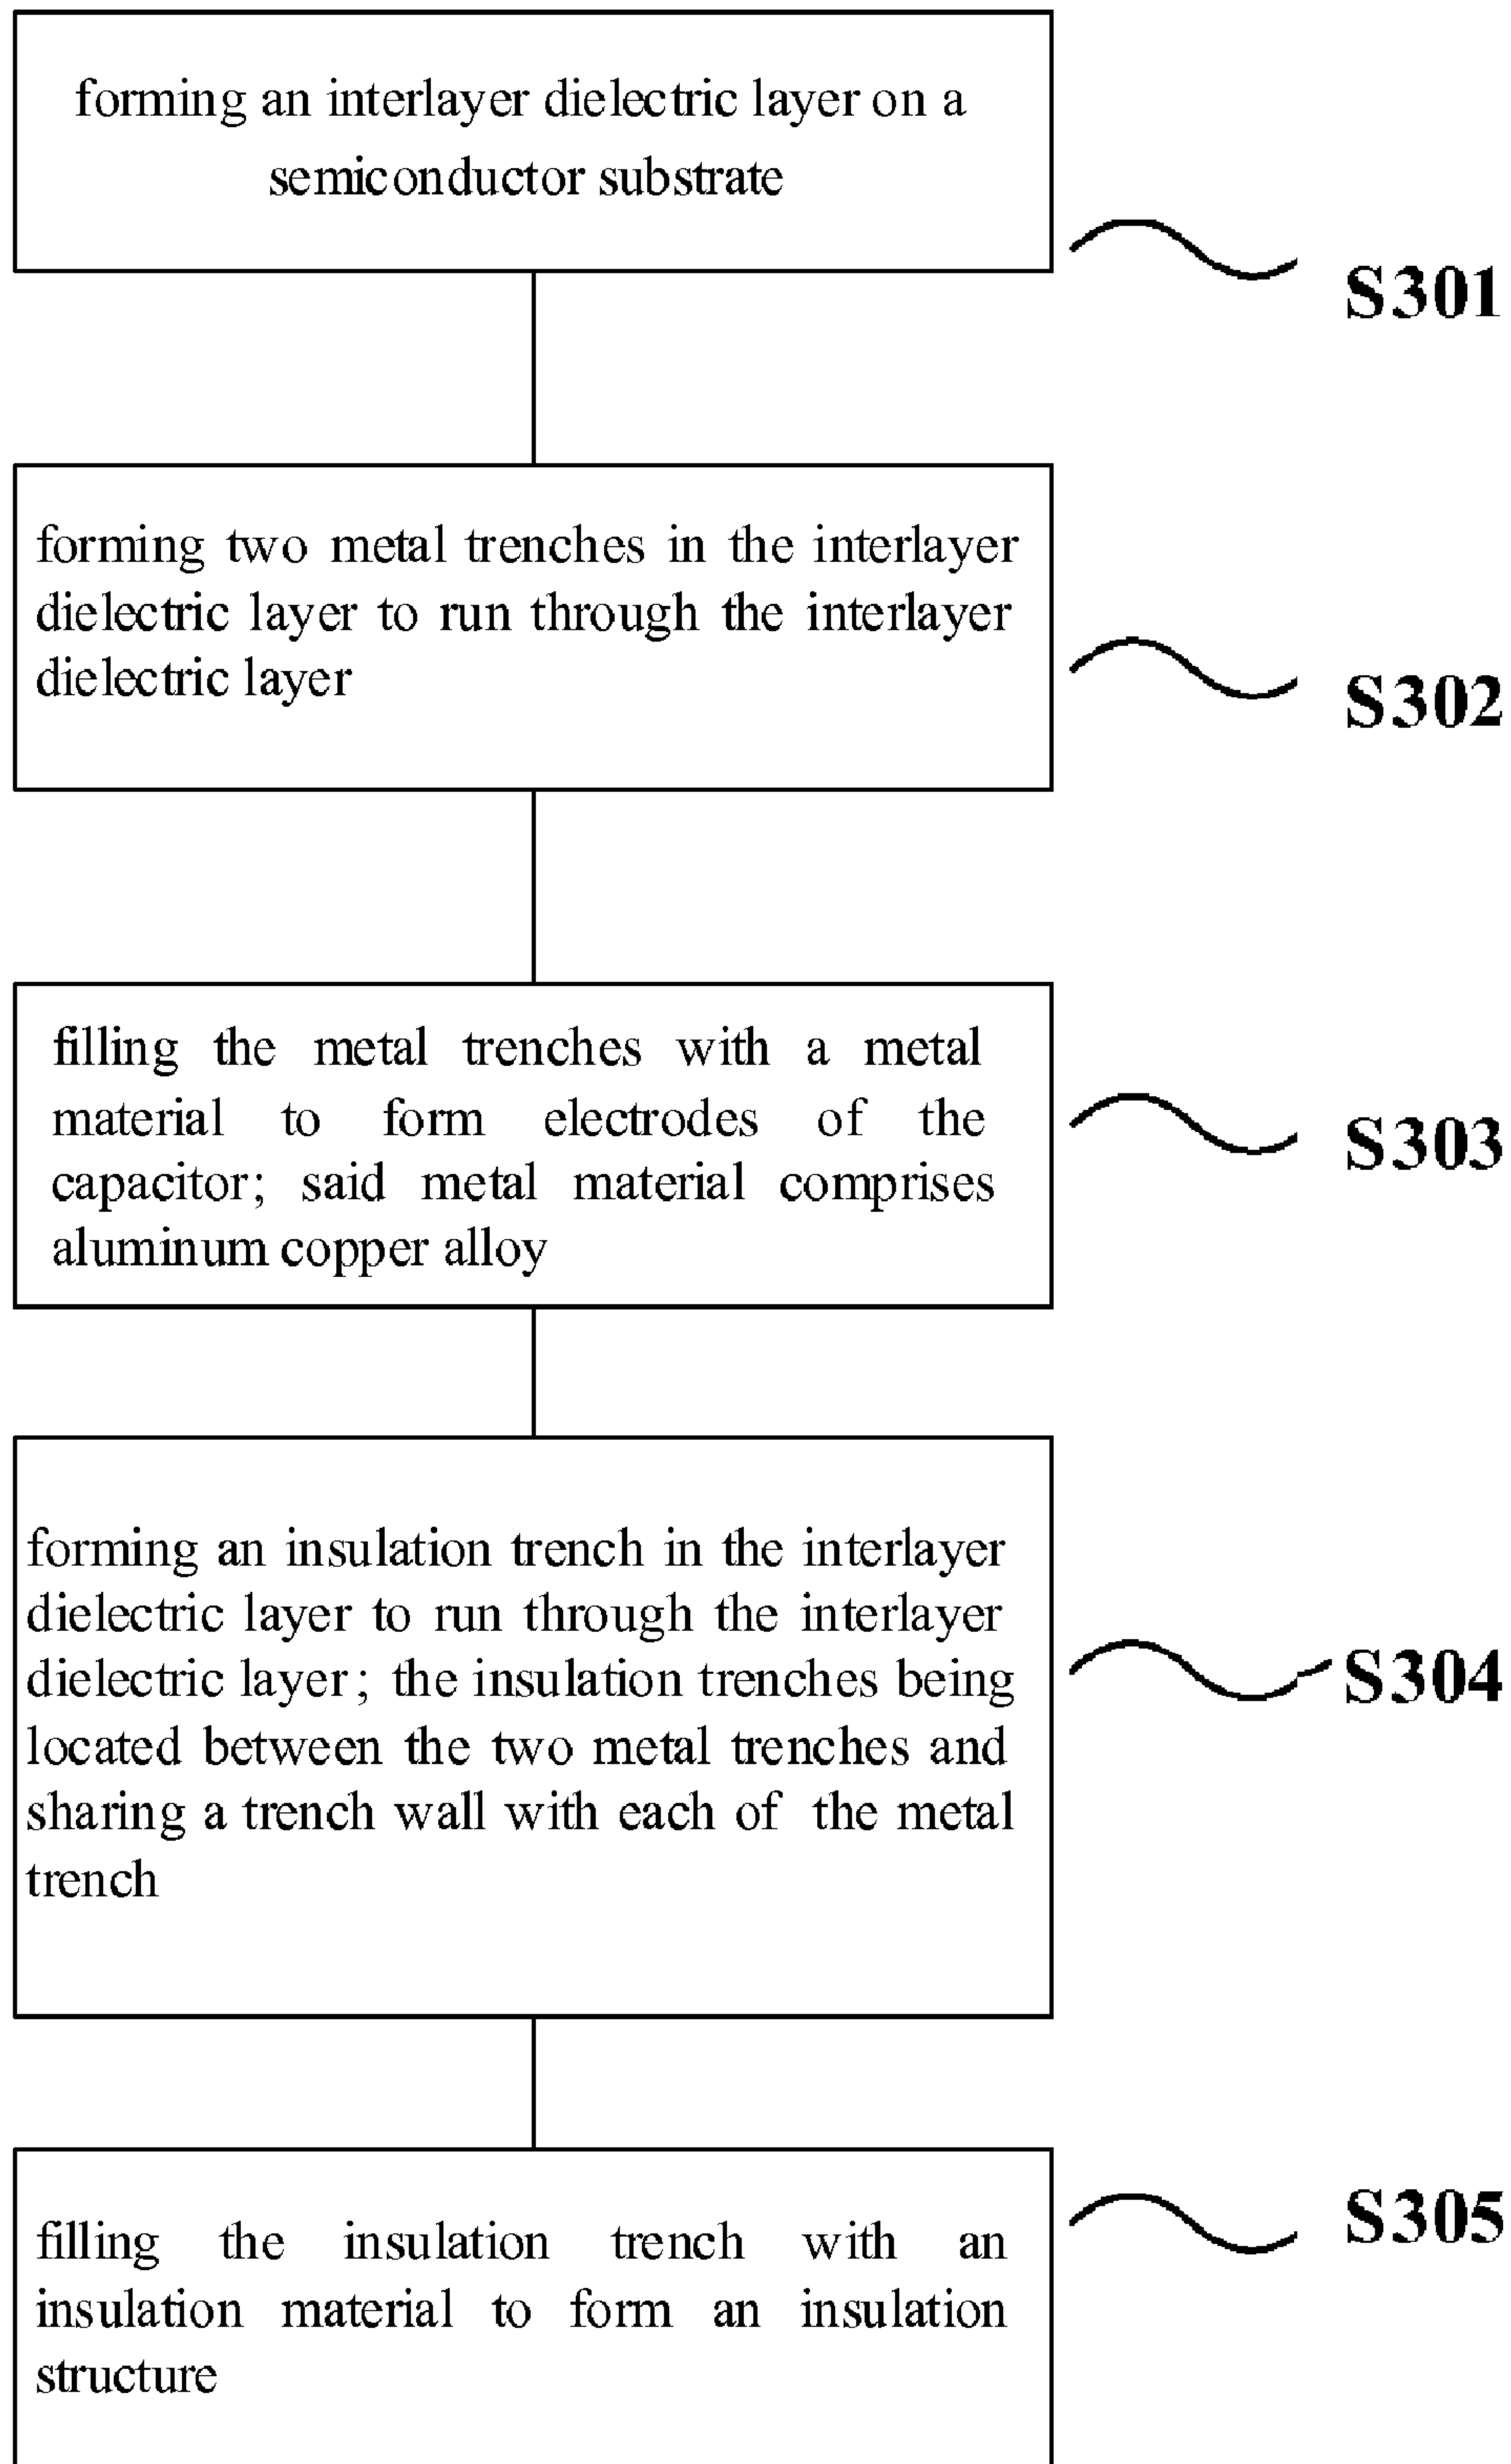 forming an interlayer dielectric layer on a
semiconductor substrate
S301
forming two metal trenches in the interlayer
dielectric layer to run through the interlayer
dielectric layer
S302
filling the metal trenches with a metal
material to form electrodes of the
capacitor; said metal material comprises
aluminum copper alloy
S303
forming an insulation trench in the interlayer
dielectric layer to run through the interlayer
dielectric layer; the insulation trenches being
located between the two metal trenches and
sharing a trench wall with each of the metal
trench
S304
filling the insulation trench with an
insulation material to form an insulation
structure
S305